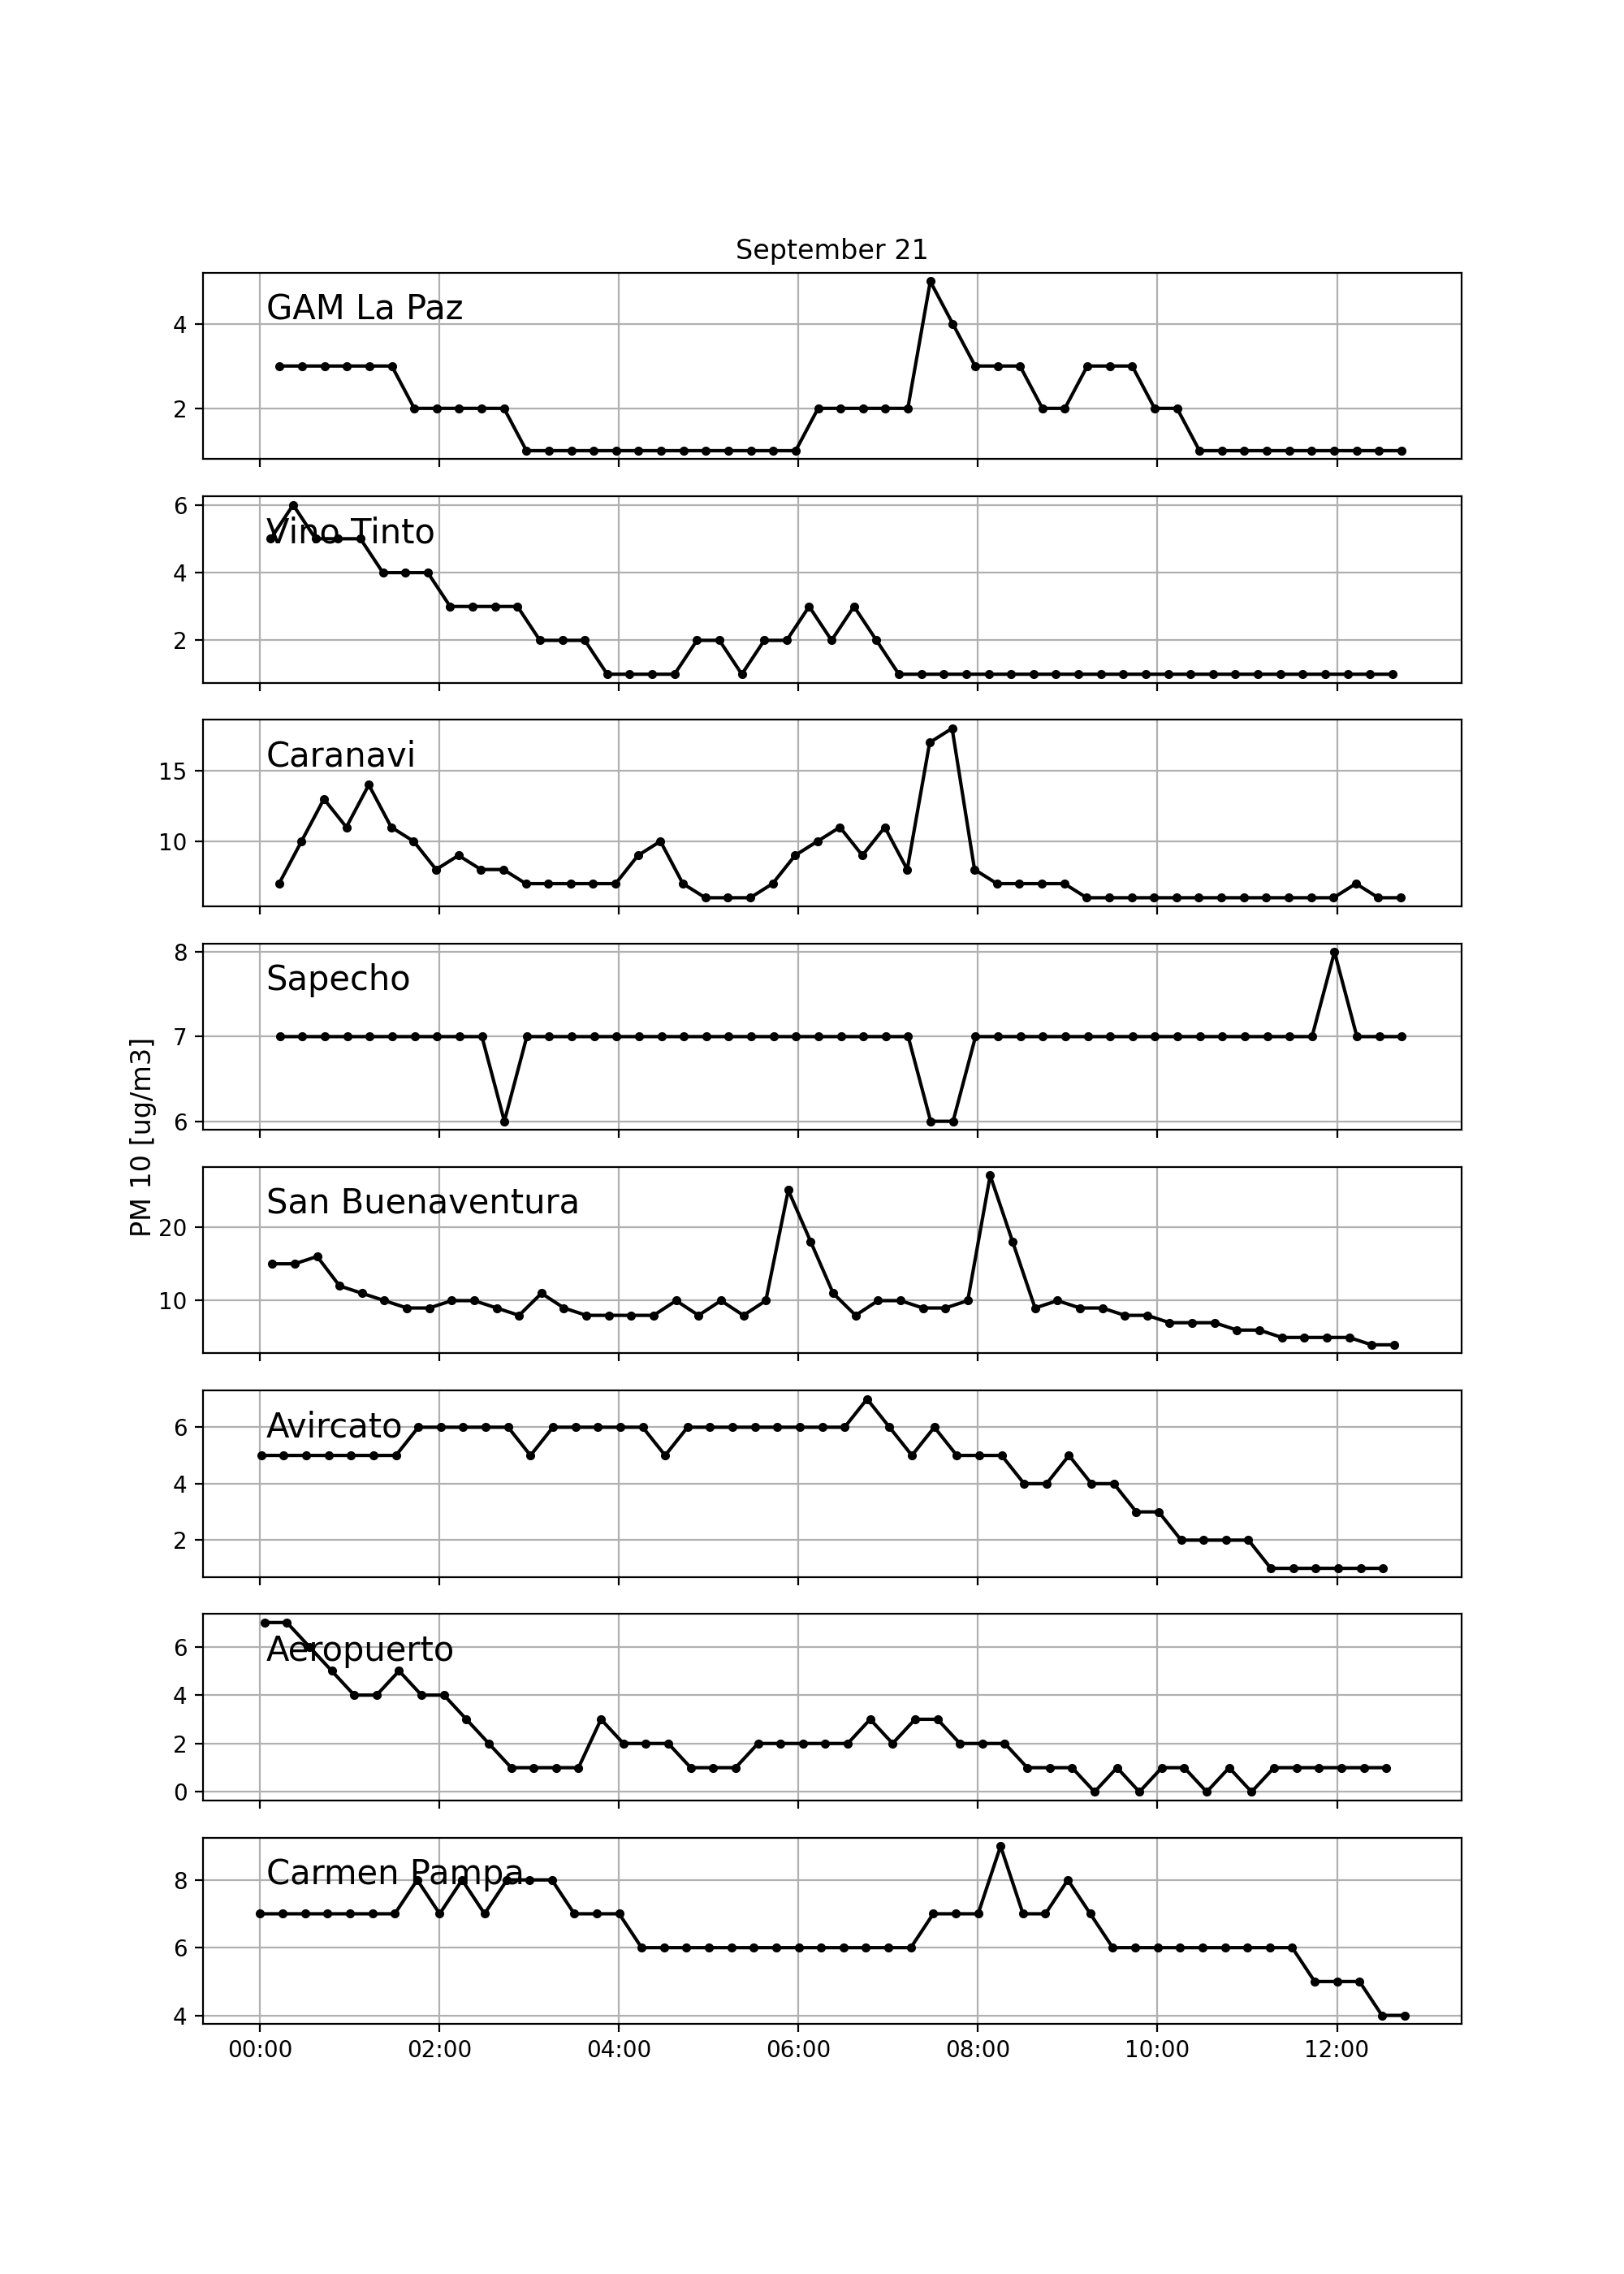 September 21
GAM La Paz
4
2
Vino Tinto
6
4
2
Caranavi
15
10
Sapecho
8
7
6
PM 10 [ug/m3]
San Buenaventura
20
10
Avircato
6
4
2
Aeropuerto
6
4
2
0
Carmen Pampa
8
6
4
00:00 02:00 04:00 06:00 08:00 10:00 12:00